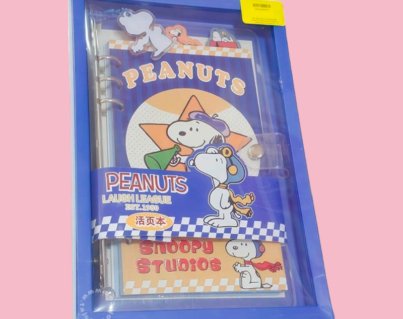 PEANUTS
PEANUTS
LAUGH LEAGUE
EST.1950
活页本
SNOOPY
STUDIOS